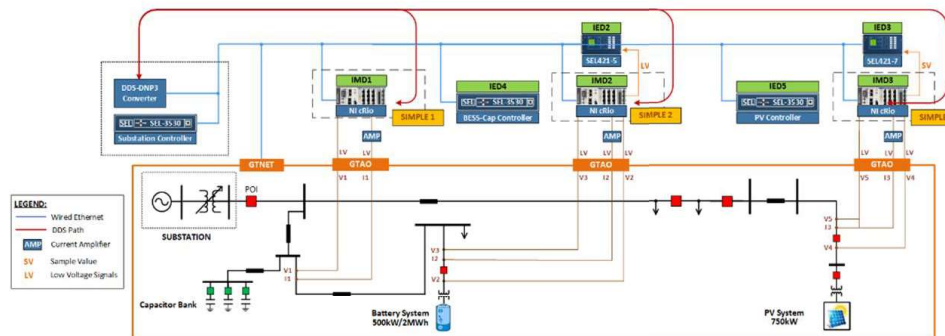 IED2
SEL421-5
IED3
SEL421-7
LV
SV
DDS-DNP3
Converter
SEL SEL-3530
Substation Controller
IMD1
NI cRio
SIMPLE 1
IED4
SEL SEL-3530
BESS-Cap Controller
IMD2
NI cRio
SIMPLE 2
IED5
SEL SEL-3530
PV Controller
IMD3
NI cRio
SIMPLE
AMP
AMP
AMP
LV LV
LV LV LV
LV LV LV
GTNET
GTAO
GTAO
GTAO
V1 I1
V3 I2 V2
V5 I3 V4
POI
SUBSTATION
V5
I3
V4
V1
I1
V3
I2
V2
Capacitor Bank
Battery System
500kW/2MWh
PV System
750kW
LEGEND:
Wired Ethernet
DDS Path
AMP Current Amplifier
SV Sample Value
LV Low Voltage Signals